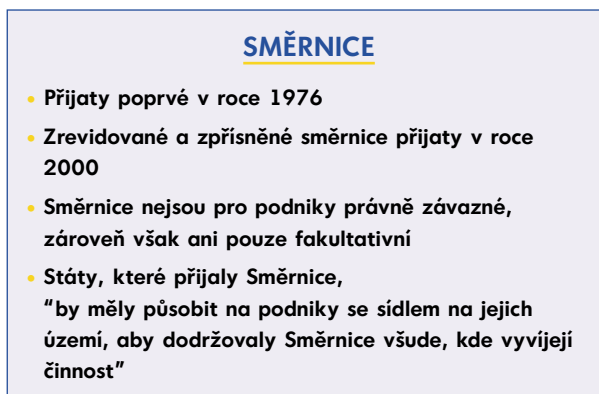 SMĚRNICE
• Přijaty poprvé v roce 1976
• Zrevidované a zpřísněné směrnice přijaty v roce
2000
• Směrnice nejsou pro podniky právně závazné,
zároveň však ani pouze fakultativní
• Státy, které přijaly Směrnice,
“by měly působit na podniky se sídlem na jejich
území, aby dodržovaly Směrnice všude, kde vyvíjejí
činnost”